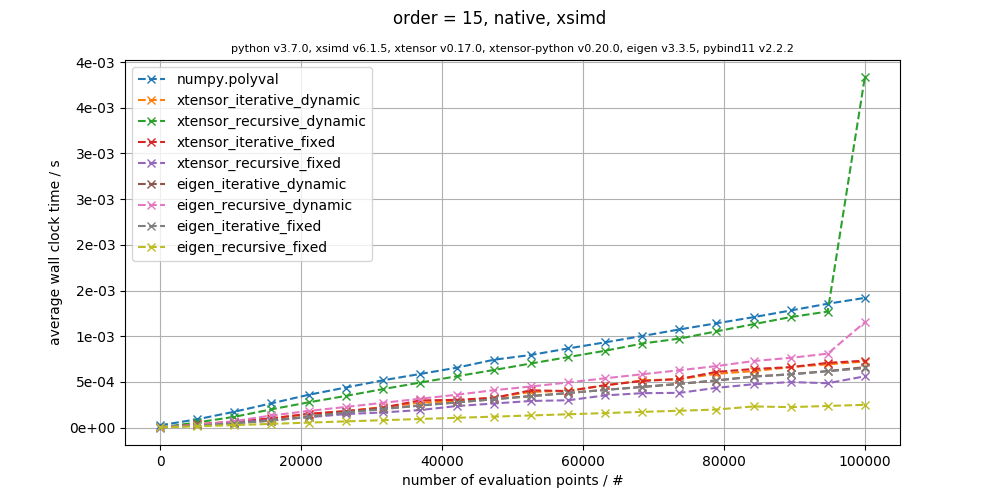 order = 15, native, xsimd
python v3.7.0, xsimd v6.1.5, xtensor v0.17.0, xtensor-python v0.20.0, eigen v3.3.5, pybind11 v2.2.2
4e-03
4e-03
3e-03
3e-03
2e-03
2e-03
1e-03
5e-04
0e+00
average wall clock time / s
numpy.polyval
xtensor_iterative_dynamic
xtensor_recursive_dynamic
xtensor_iterative_fixed
xtensor_recursive_fixed
eigen_iterative_dynamic
eigen_recursive_dynamic
eigen_iterative_fixed
eigen_recursive_fixed
0 20000 40000 60000 80000 100000
number of evaluation points / #